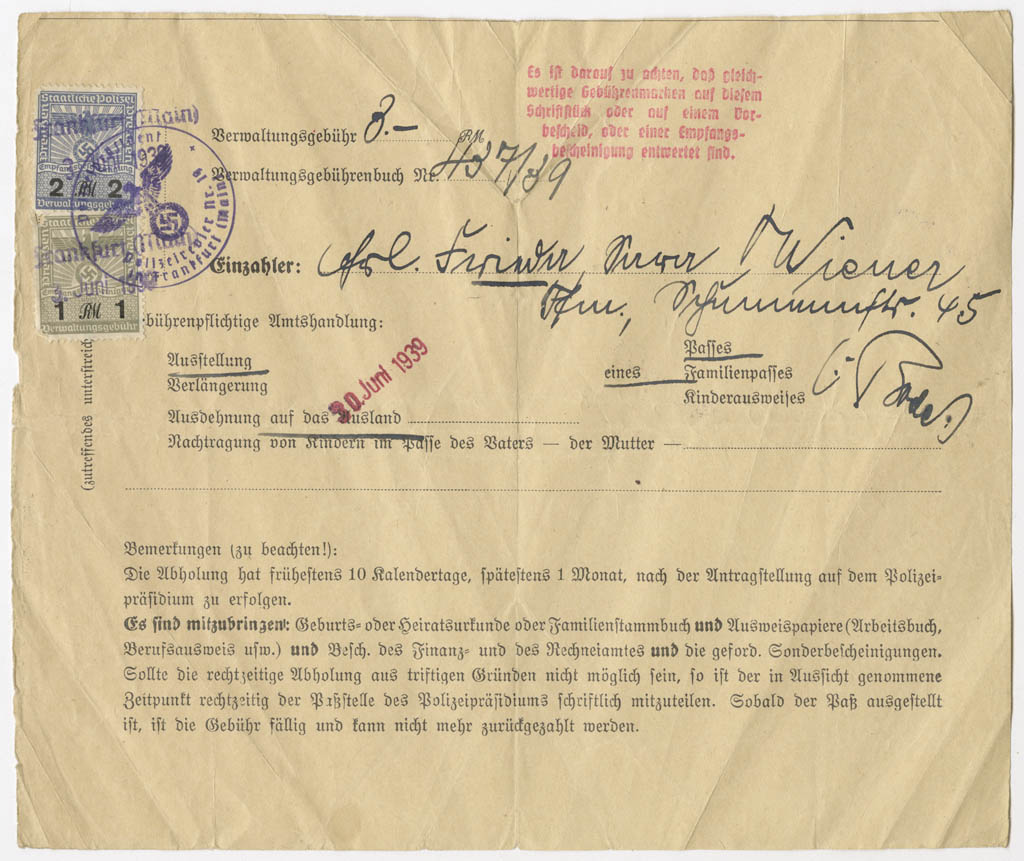 Es ist darauf zu achten, daß gleich-
wertige Gebührenmarken auf diesem
Schriftstück oder auf einem Vor-
bescheid, oder einer Empfangs-
bescheinigung entwertet sind.
Staatliche Polizei
Preußen
2 RM 2
Verwaltungsgebühr
Frankfurt (Main)
1 RM 1
Verwaltungsgebühr
Frankfurt (Main)
Juni
Verwaltungsgebühr 3.- RM
Verwaltungsgebührenbuch Nr. 437/39
Einzahler: Frl. Frieda Sara Wiener
Ffm., Schumannstr. 45
Gebührenpflichtige Amtshandlung:
(zutreffendes unterstreichen)
Ausstellung
Verlängerung
Ausdehnung auf das Ausland
30. Juni 1939
eines
Passes
Familienpasses
Kinderausweises
Nachtragung von Kindern im Passe des Vaters — der Mutter —
Bemerkungen (zu beachten!):
Die Abholung hat frühestens 10 Kalendertage, spätestens 1 Monat, nach der Antragstellung auf dem Polizei-
präsidium zu erfolgen.
Es sind mitzubringen: Geburts- oder Heiratsurkunde oder Familienstammbuch und Ausweispapiere (Arbeitsbuch,
Berufsausweis usw.) und Besch. des Finanz- und des Rechneiamtes und die geford. Sonderbescheinigungen.
Sollte die rechtzeitige Abholung aus triftigen Gründen nicht möglich sein, so ist der in Aussicht genommene
Zeitpunkt rechtzeitig der Paßstelle des Polizeipräsidiums schriftlich mitzuteilen. Sobald der Paß ausgestellt
ist, ist die Gebühr fällig und kann nicht mehr zurückgezahlt werden.